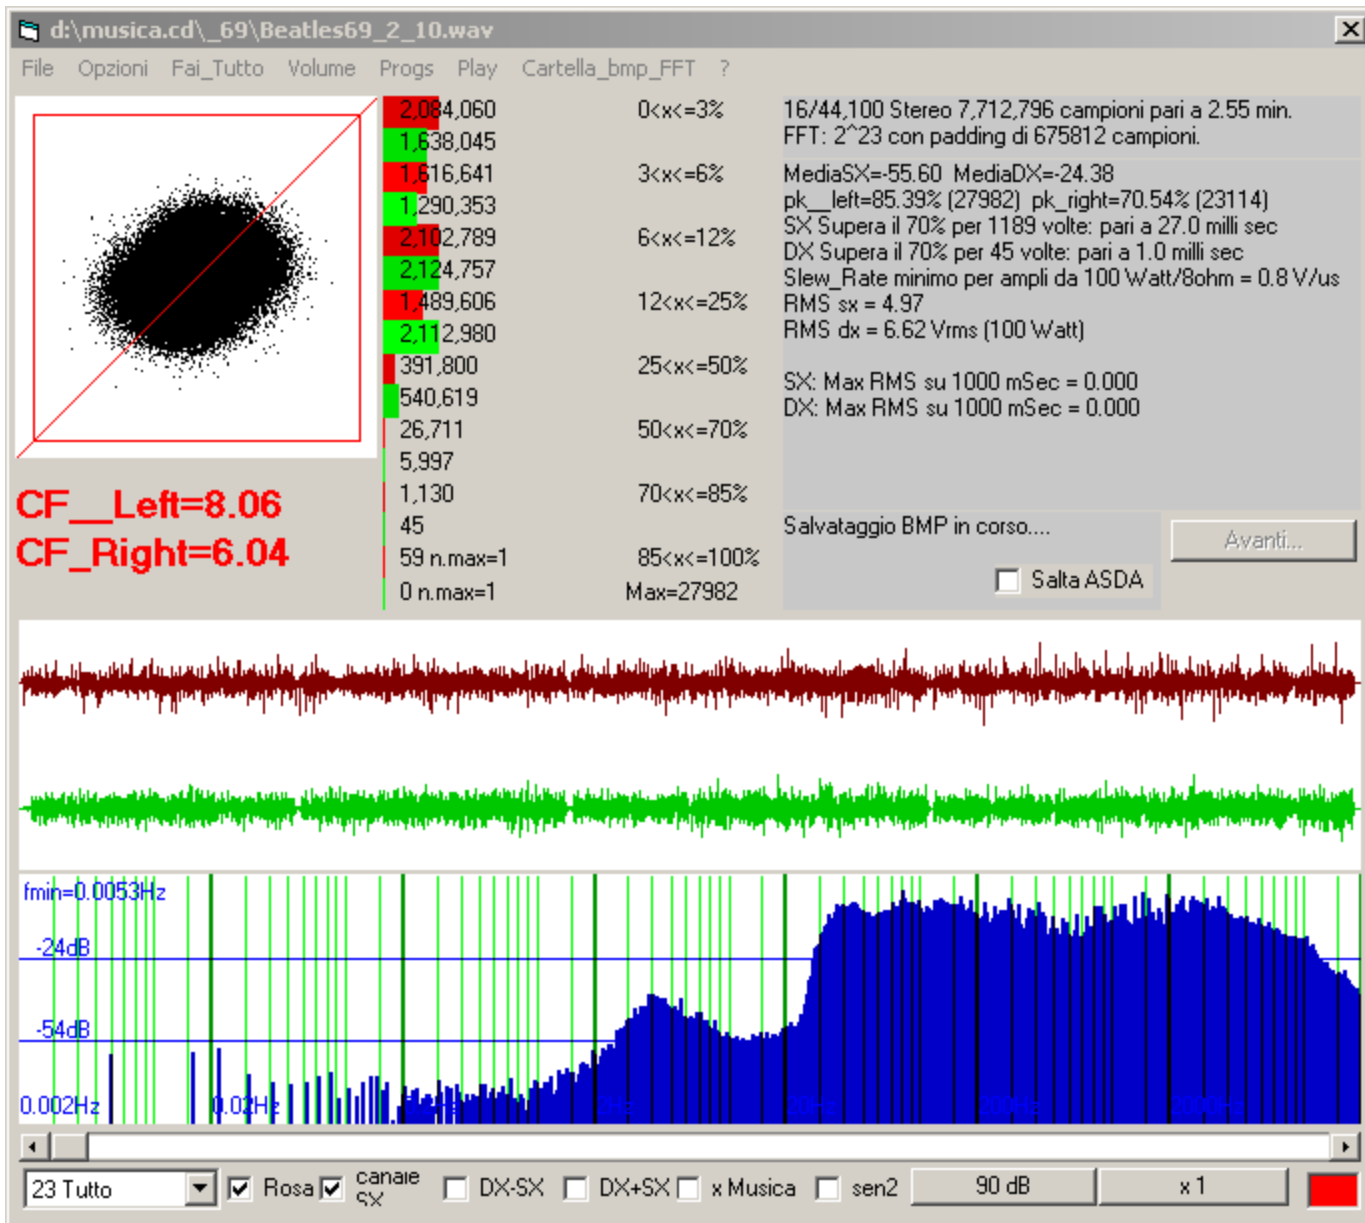 d:\musica.cd\_69\Beatles69_2_10.wav
File Opzioni Fai_Tutto Volume Progs Play Cartella_bmp_FFT ?
2,084,060 0<x<=3%
1,638,045
1,616,641 3<x<=6%
1,290,353
2,102,789 6<x<=12%
2,124,757
1,489,606 12<x<=25%
2,112,980
391,800 25<x<=50%
540,619
26,711 50<x<=70%
5,997
1,130 70<x<=85%
45
59 n.max=1 85<x<=100%
0 n.max=1 Max=27982
16/44,100 Stereo 7,712,796 campioni pari a 2.55 min.
FFT: 2^23 con padding di 675812 campioni.
MediaSX=-55.60 MediaDX=-24.38
pk__left=85.39% (27982) pk_right=70.54% (23114)
SX Supera il 70% per 1189 volte: pari a 27.0 milli sec
DX Supera il 70% per 45 volte: pari a 1.0 milli sec
Slew_Rate minimo per ampli da 100 Watt/8ohm = 0.8 V/us
RMS sx = 4.97
RMS dx = 6.62 Vrms (100 Watt)
SX: Max RMS su 1000 mSec = 0.000
DX: Max RMS su 1000 mSec = 0.000
CF__Left=8.06
CF_Right=6.04
Salvataggio BMP in corso....
Avanti...
Salta ASDA
fmin=0.0053Hz
-24dB
-54dB
0.002Hz 0.02Hz 0.2Hz 2Hz 20Hz 200Hz 2000Hz
23 Tutto Rosa canale SX DX-SX DX+SX x Musica sen2 90 dB x 1